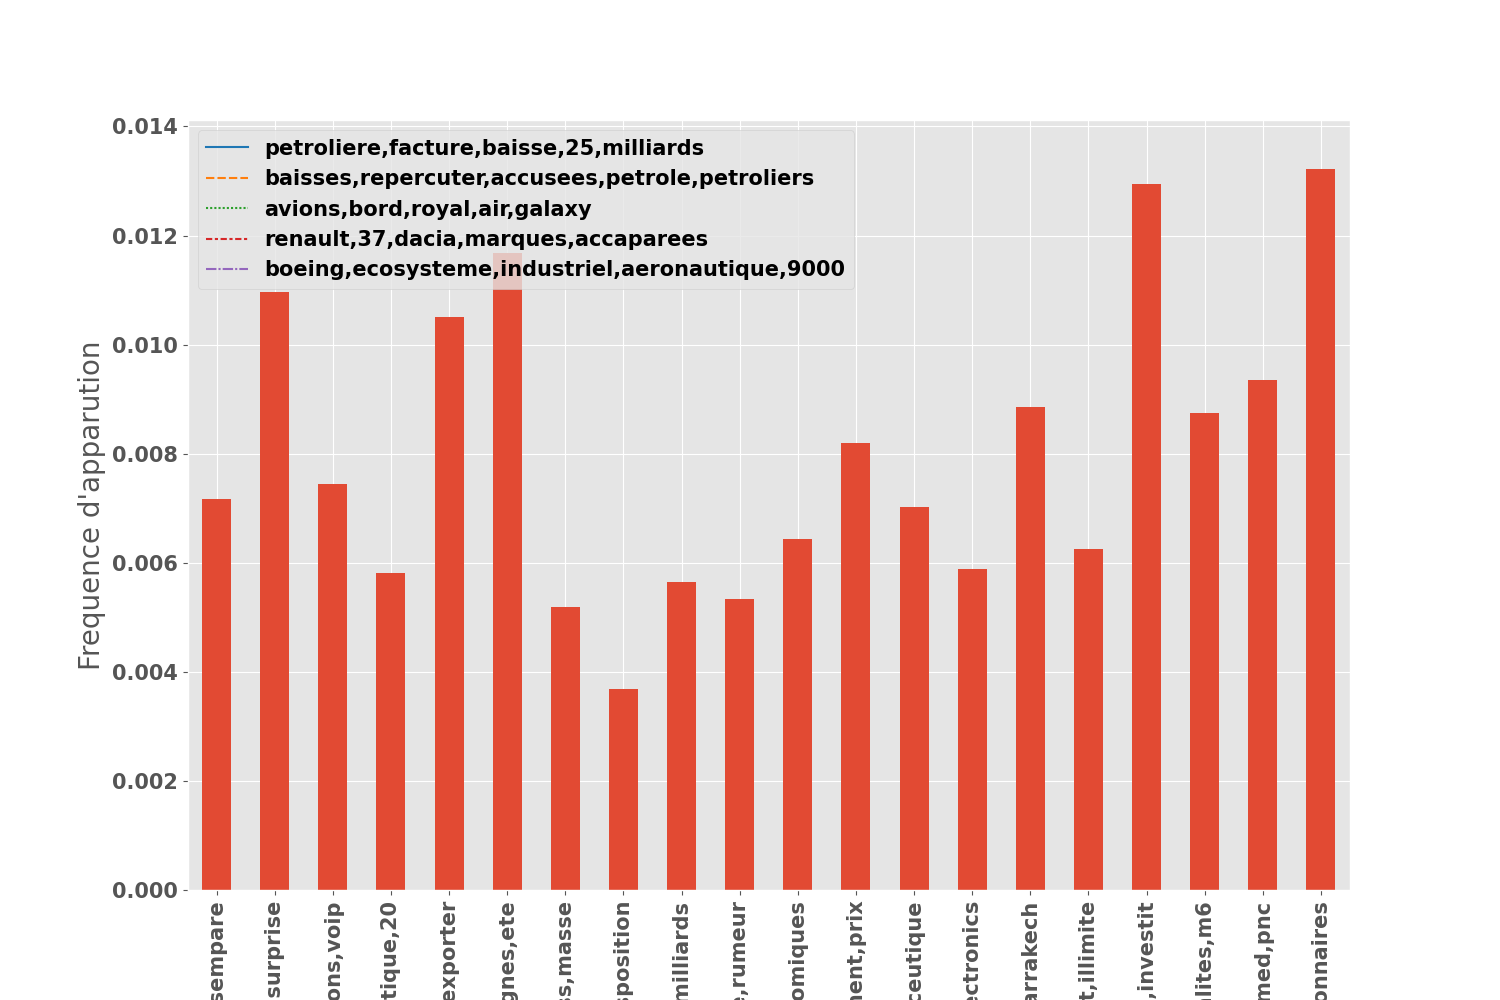 0.014
0.012
0.010
0.008
0.006
0.004
0.002
0.000
Frequence d'apparution
petroliere,facture,baisse,25,milliards
baisses,repercuter,accusees,petrole,petroliers
avions,bord,royal,air,galaxy
renault,37,dacia,marques,accaparees
boeing,ecosysteme,industriel,aeronautique,9000
sempare
surprise
ons,voip
tique,20
exporter
gnes,ete
ss,masse
sposition
milliards
e,rumeur
omiques
nent,prix
ceutique
ectronics
arrakech
t,illimite
,investit
alites,m6
med,pnc
onnaires